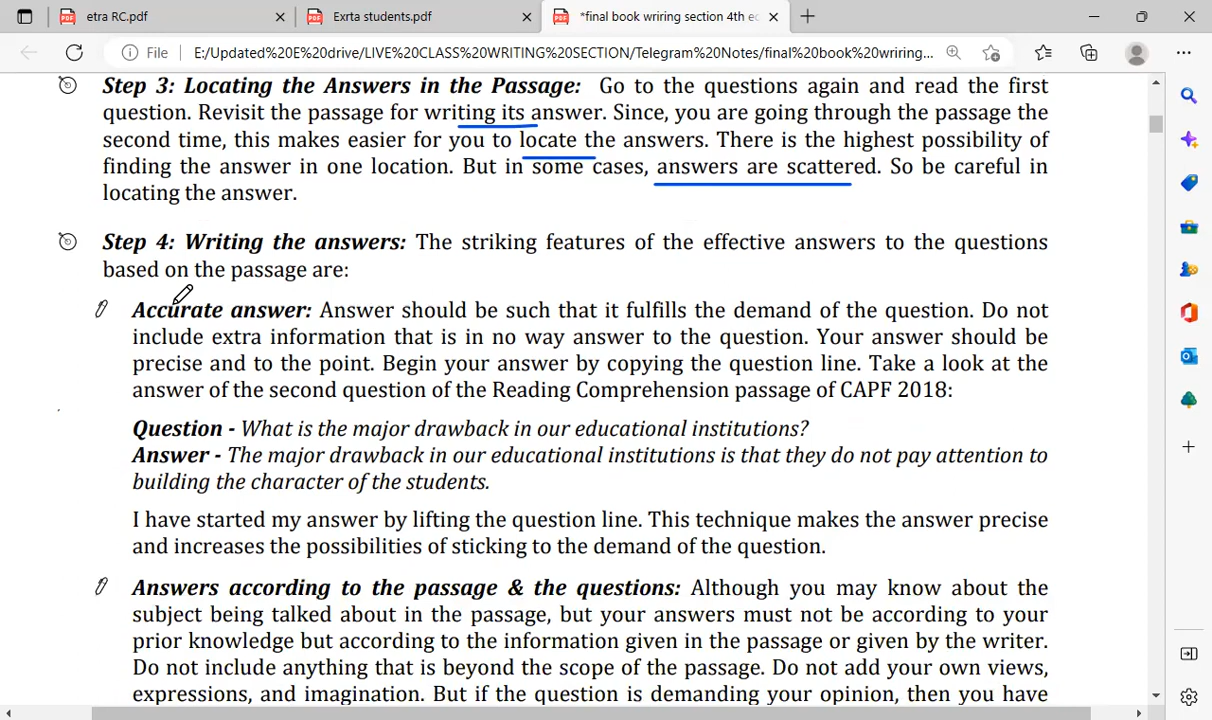 etra RC.pdf
Exrta students.pdf
*final book wriring section 4th ec
File
E:/Updated%20E%20drive/LIVE%20CLASS%20WRITING%20SECTION/Telegram%20Notes/final%20book%20wriring...
Step 3: Locating the Answers in the Passage: Go to the questions again and read the first
question. Revisit the passage for writing its answer. Since, you are going through the passage the
second time, this makes easier for you to locate the answers. There is the highest possibility of
finding the answer in one location. But in some cases, answers are scattered. So be careful in
locating the answer.
Step 4: Writing the answers: The striking features of the effective answers to the questions
based on the passage are:
Accurate answer: Answer should be such that it fulfills the demand of the question. Do not
include extra information that is in no way answer to the question. Your answer should be
precise and to the point. Begin your answer by copying the question line. Take a look at the
answer of the second question of the Reading Comprehension passage of CAPF 2018:
Question - What is the major drawback in our educational institutions?
Answer - The major drawback in our educational institutions is that they do not pay attention to
building the character of the students.
I have started my answer by lifting the question line. This technique makes the answer precise
and increases the possibilities of sticking to the demand of the question.
Answers according to the passage & the questions: Although you may know about the
subject being talked about in the passage, but your answers must not be according to your
prior knowledge but according to the information given in the passage or given by the writer.
Do not include anything that is beyond the scope of the passage. Do not add your own views,
expressions, and imagination. But if the question is demanding your opinion, then you have